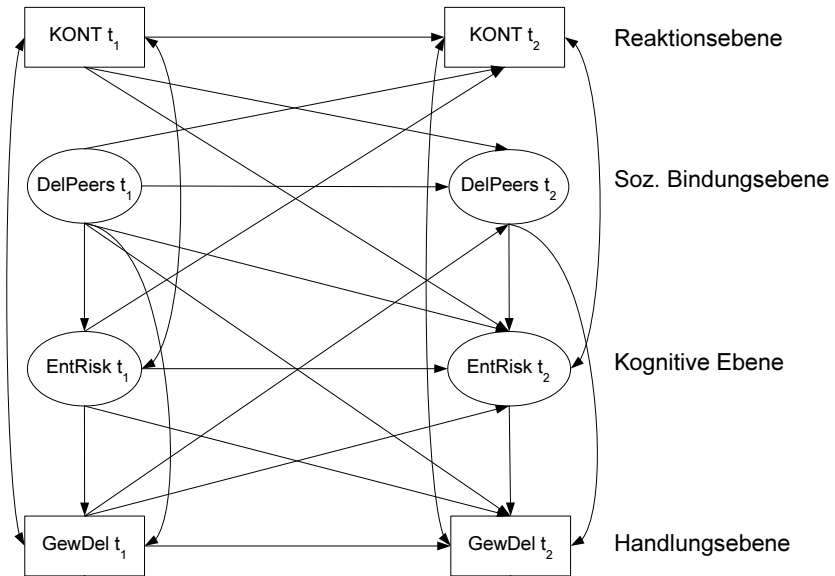 KONT t1 KONT t2 Reaktionsebene
DelPeers t1 DelPeers t2 Soz. Bindungsebene
EntRisk t1 EntRisk t2 Kognitive Ebene
GewDel t1 GewDel t2 Handlungsebene